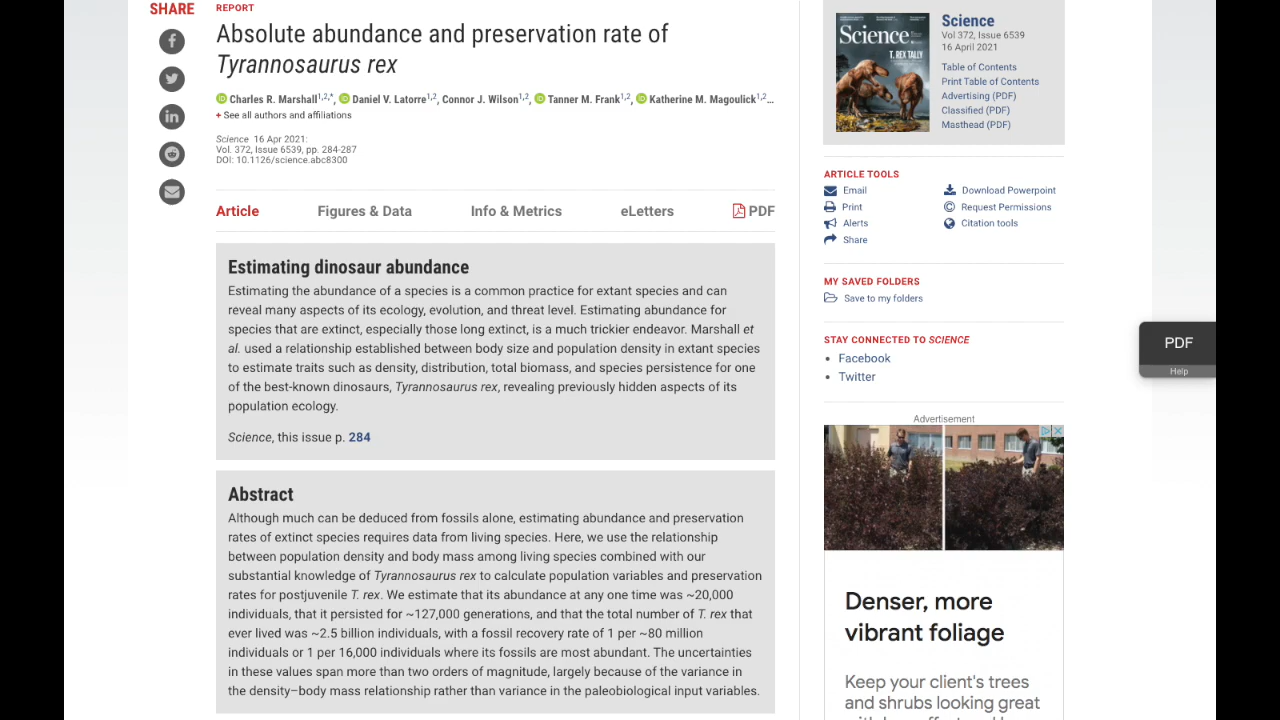 SHARE
REPORT
Absolute abundance and preservation rate of
Tyrannosaurus rex
Charles R. Marshall1,2,*, Daniel V. Latorre1,2, Connor J. Wilson1,2, Tanner M. Frank1,2, Katherine M. Magoulick1,2...
+ See all authors and affiliations
Science 16 Apr 2021:
Vol. 372, Issue 6539, pp. 284-287
DOI: 10.1126/science.abc8300
Article
Figures & Data
Info & Metrics
eLetters
PDF
Estimating dinosaur abundance
Estimating the abundance of a species is a common practice for extant species and can
reveal many aspects of its ecology, evolution, and threat level. Estimating abundance for
species that are extinct, especially those long extinct, is a much trickier endeavor. Marshall et
al. used a relationship established between body size and population density in extant species
to estimate traits such as density, distribution, total biomass, and species persistence for one
of the best-known dinosaurs, Tyrannosaurus rex, revealing previously hidden aspects of its
population ecology.
Science, this issue p. 284
Abstract
Although much can be deduced from fossils alone, estimating abundance and preservation
rates of extinct species requires data from living species. Here, we use the relationship
between population density and body mass among living species combined with our
substantial knowledge of Tyrannosaurus rex to calculate population variables and preservation
rates for postjuvenile T. rex. We estimate that its abundance at any one time was ~20,000
individuals, that it persisted for ~127,000 generations, and that the total number of T. rex that
ever lived was ~2.5 billion individuals, with a fossil recovery rate of 1 per ~80 million
individuals or 1 per 16,000 individuals where its fossils are most abundant. The uncertainties
in these values span more than two orders of magnitude, largely because of the variance in
the density–body mass relationship rather than variance in the paleobiological input variables.
Science
T. REX TALLY
Science
Vol 372, Issue 6539
16 April 2021
Table of Contents
Print Table of Contents
Advertising (PDF)
Classified (PDF)
Masthead (PDF)
ARTICLE TOOLS
Email
Download Powerpoint
Print
Request Permissions
Alerts
Citation tools
Share
MY SAVED FOLDERS
Save to my folders
STAY CONNECTED TO SCIENCE
Facebook
Twitter
PDF
Help
Advertisement
Denser, more
vibrant foliage
Keep your client's trees
and shrubs looking great